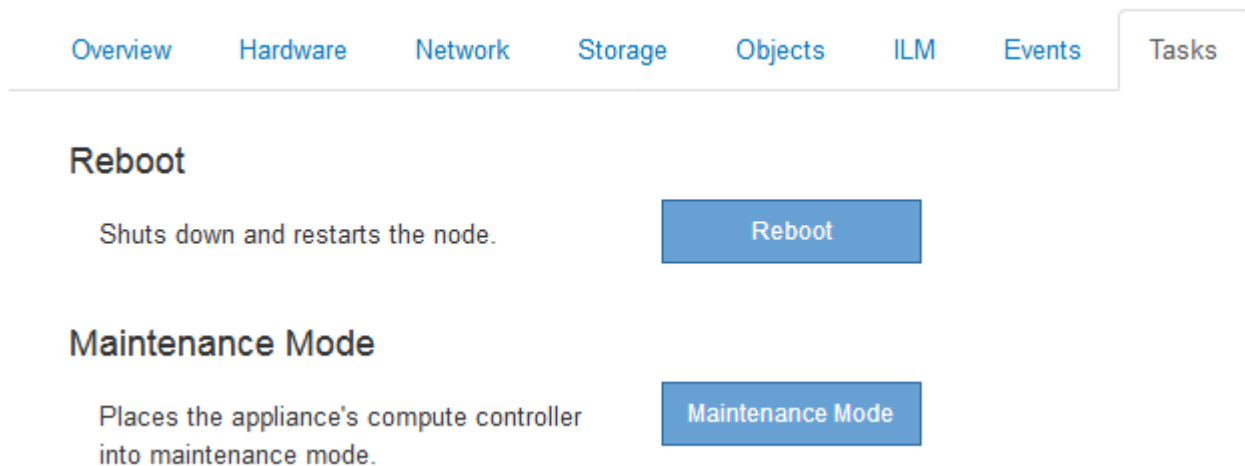 Overview Hardware Network Storage Objects ILM Events Tasks
Reboot
Shuts down and restarts the node.
Reboot
Maintenance Mode
Places the appliance's compute controller
into maintenance mode.
Maintenance Mode